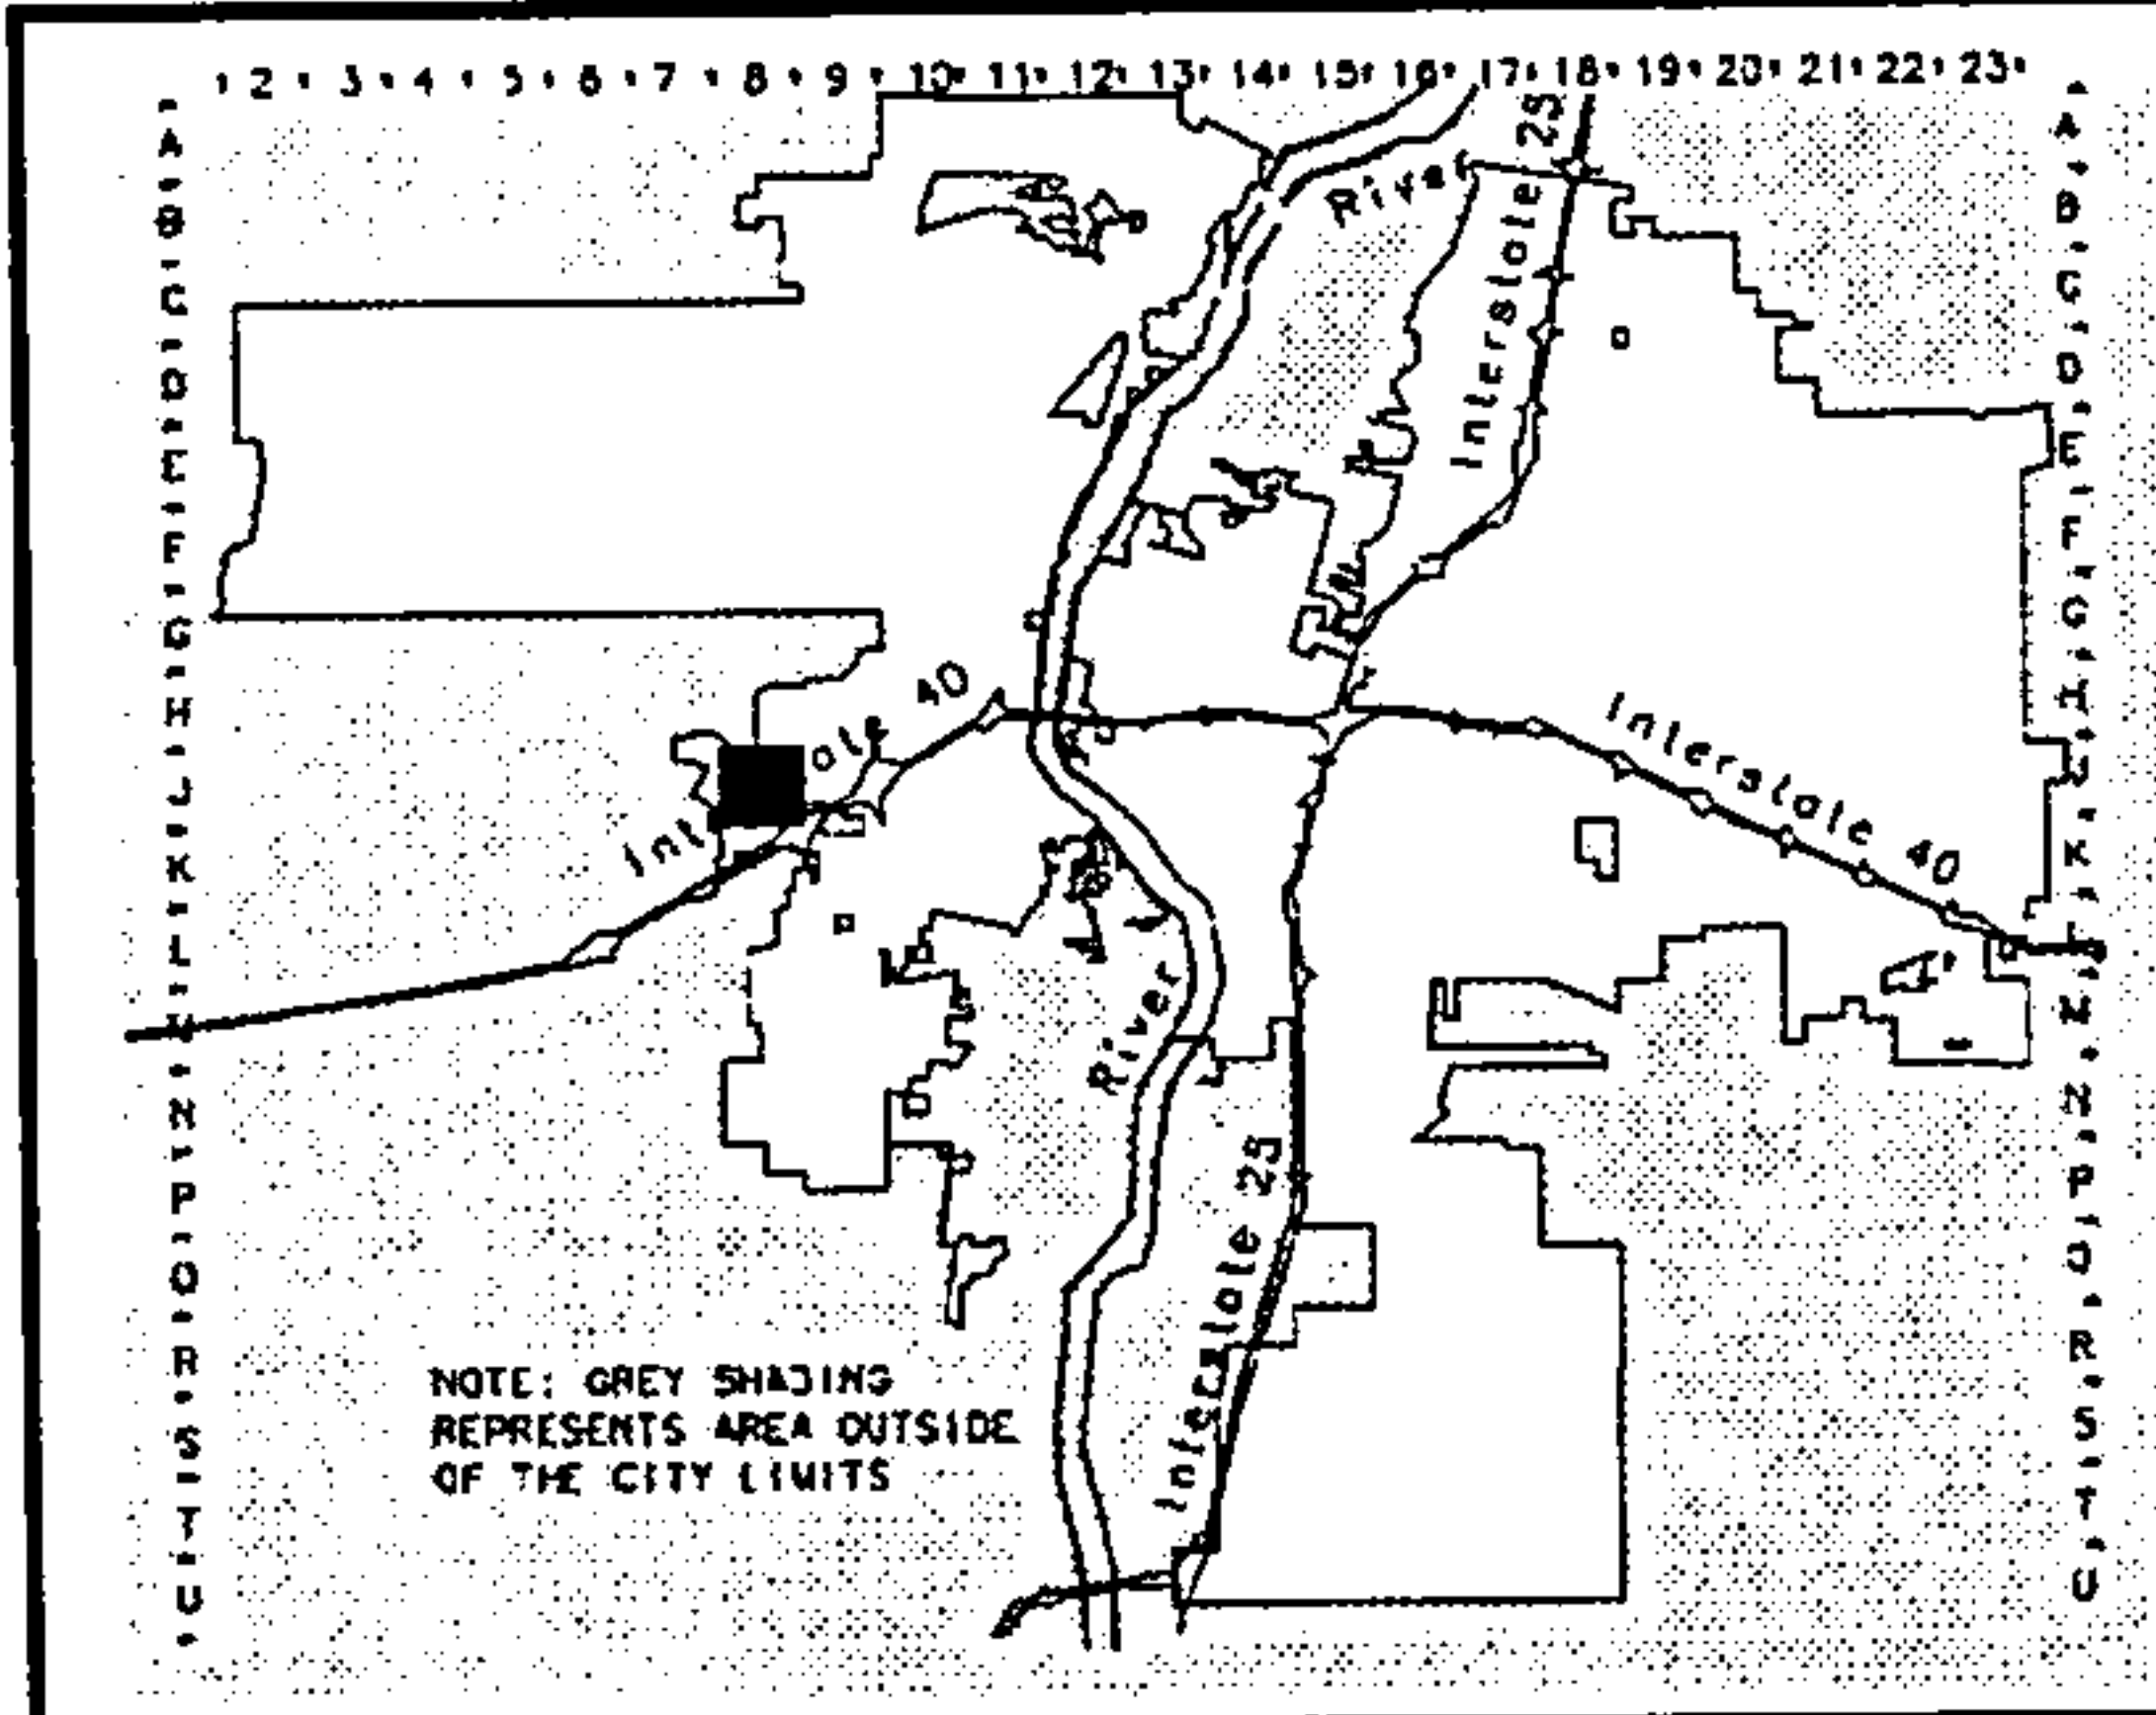 2 3 4 5 6 7 8 9 10 11 12 13 14 15 16 17 18 19 20 21 22 23
A
B
C
D
E
F
G
H
J
K
L
M
N
P
Q
R
S
T
U
River
Interstate 25
Interstate 40
Interstate 40
River
Interstate 25
NOTE: GREY SHADING
REPRESENTS AREA OUTSIDE
OF THE CITY LIMITS
A
B
C
D
E
F
G
H
J
K
L
M
N
P
Q
R
S
T
U